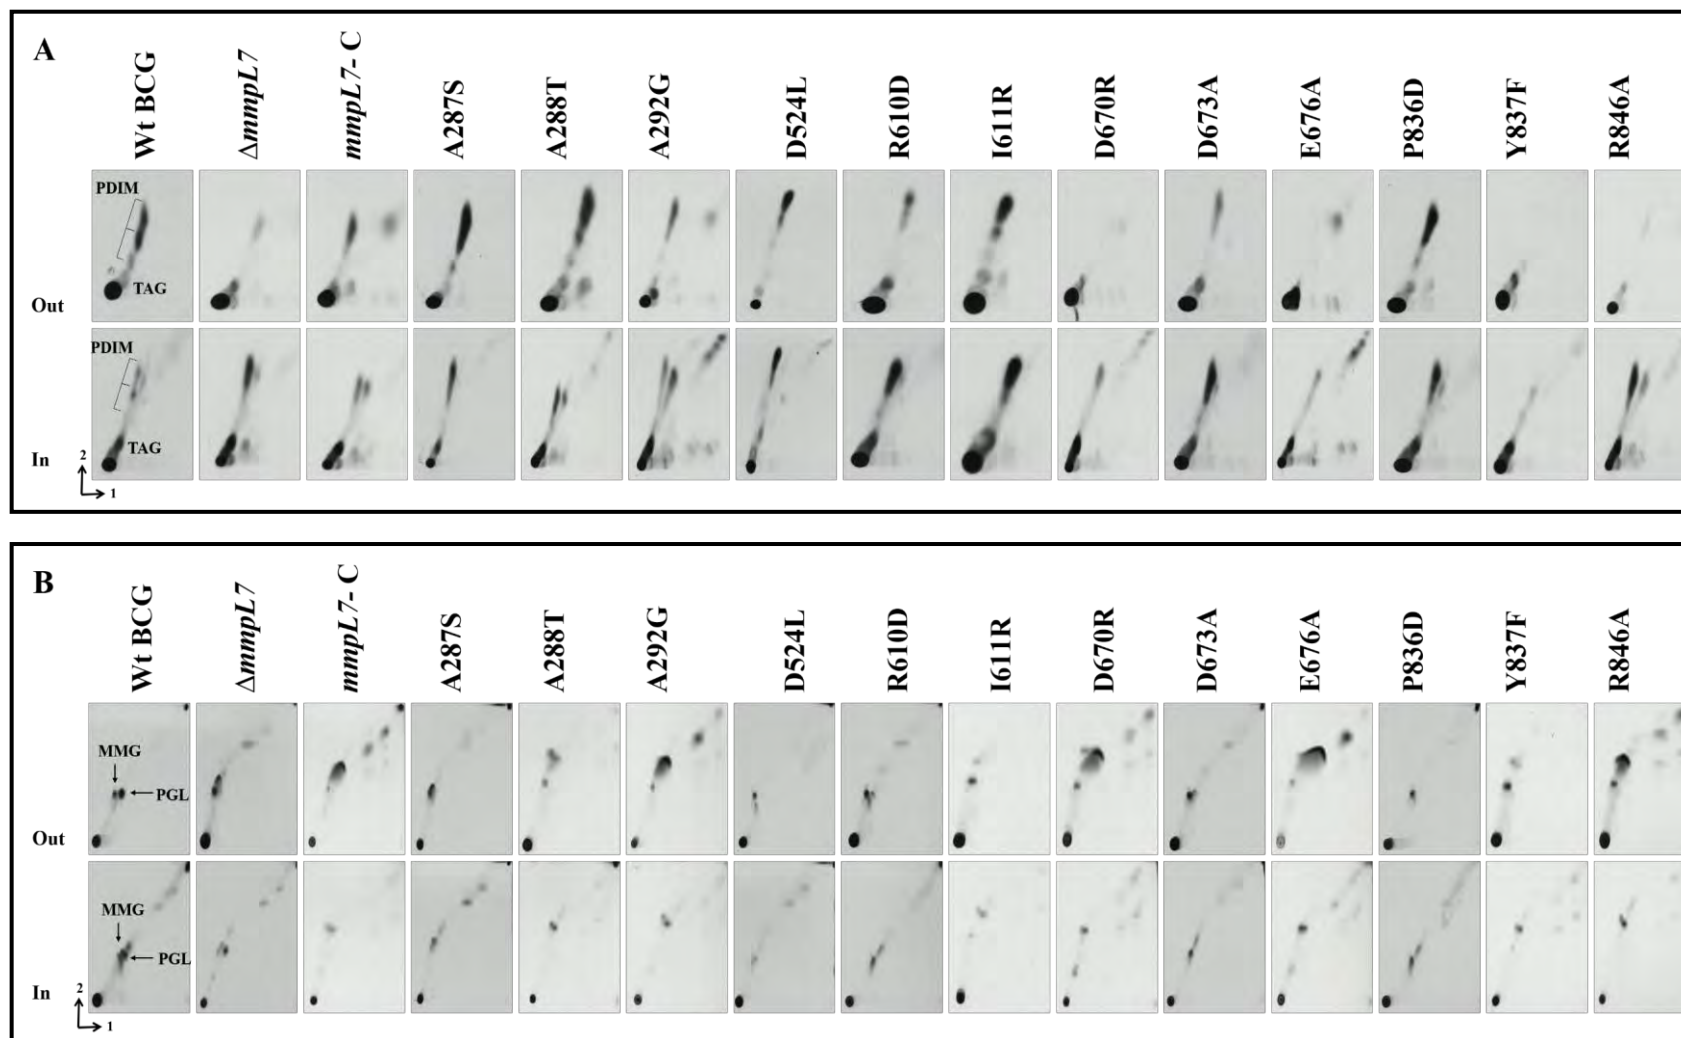 A
Wt BCG
ΔmmpL7
mmpL7- C
A287S
A288T
A292G
D524L
R610D
I611R
D670R
D673A
E676A
P836D
Y837F
R846A
PDIM
TAG
Out
PDIM
TAG
In
2
1
B
Wt BCG
ΔmmpL7
mmpL7- C
A287S
A288T
A292G
D524L
R610D
I611R
D670R
D673A
E676A
P836D
Y837F
R846A
MMG
PGL
Out
MMG
PGL
In
2
1